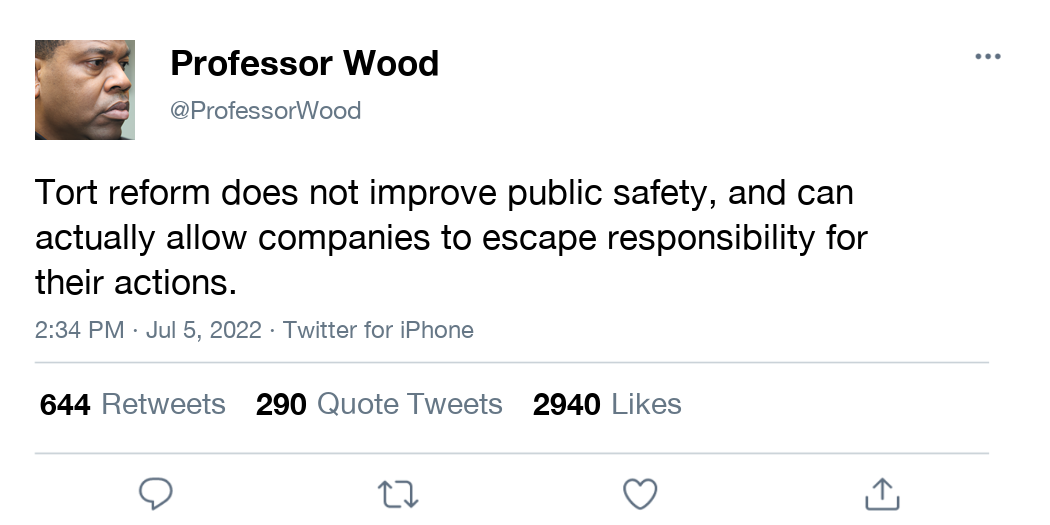 Professor Wood
@ProfessorWood
Tort reform does not improve public safety, and can
actually allow companies to escape responsibility for
their actions.
2:34 PM · Jul 5, 2022 · Twitter for iPhone
644 Retweets 290 Quote Tweets 2940 Likes